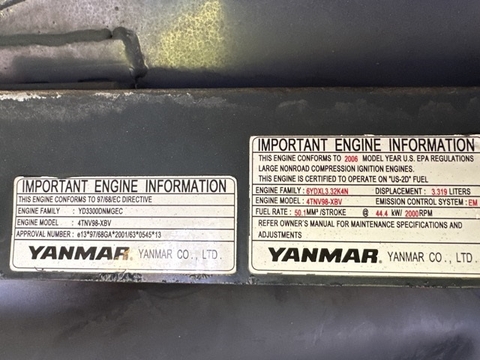 IMPORTANT ENGINE INFORMATION
THIS ENGINE CONFORMS TO 97/68/EC DIRECTIVE
ENGINE FAMILY : YD3300DNMGEC
ENGINE MODEL : 4TNV98-XBV
APPROVAL NUMBER : e13*97/68GA*2001/63*0545*13
YANMAR. YANMAR CO., LTD.
IMPORTANT ENGINE INFORMATION
THIS ENGINE CONFORMS TO 2006 MODEL YEAR U.S. EPA REGULATIONS
LARGE NONROAD COMPRESSION IGNITION ENGINES.
THIS ENGINE IS CERTIFIED TO OPERATE ON "US-2D" FUEL
ENGINE FAMILY : 6YDXL3.32K4N DISPLACEMENT : 3.319 LITERS
ENGINE MODEL : 4TNV98-XBV EMISSION CONTROL SYSTEM : EM
FUEL RATE : 50.1MM³/STROKE @ 44.4 kW/ 2000RPM
REFER OWNER'S MANUAL FOR MAINTENANCE SPECIFICATIONS AND
ADJUSTMENTS
YANMAR. YANMAR CO., LTD.